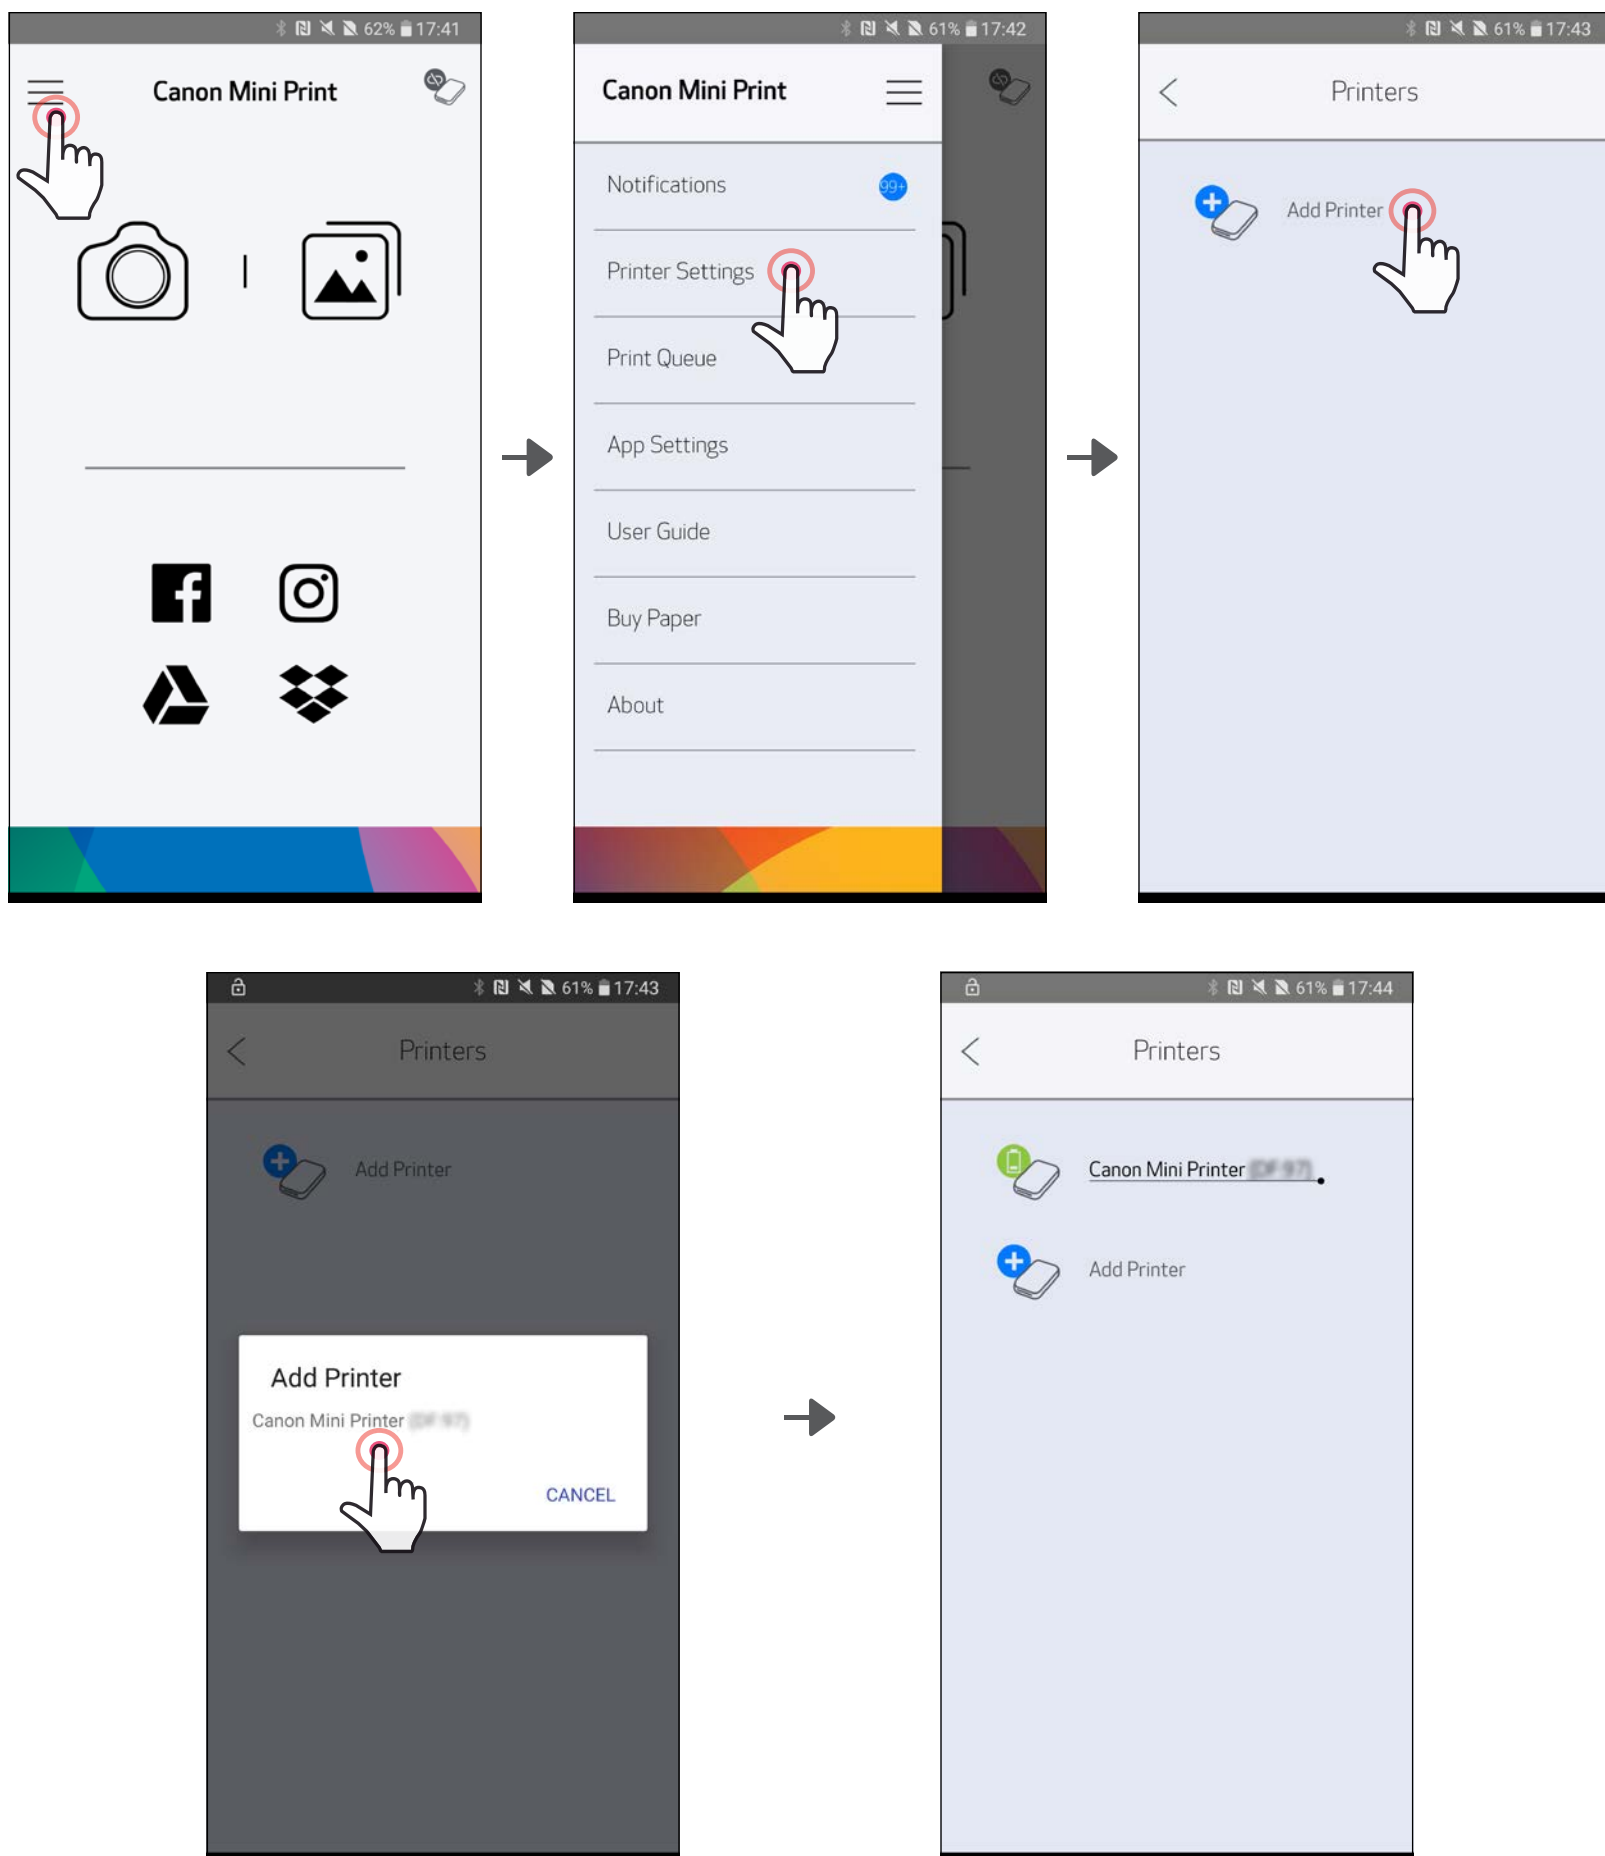 62% 17:41
Canon Mini Print
61% 17:42
Canon Mini Print
Notifications 99+
Printer Settings
Print Queue
App Settings
User Guide
Buy Paper
About
61% 17:43
Printers
Add Printer
61% 17:43
Printers
Add Printer
Add Printer
Canon Mini Printer
CANCEL
61% 17:44
Printers
Canon Mini Printer
Add Printer